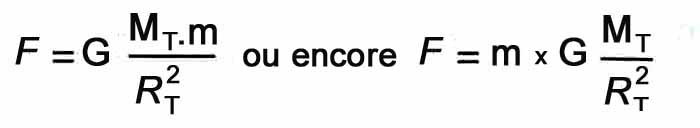 F = G M_T.m / R_T^2 ou encore F = m x G M_T / R_T^2